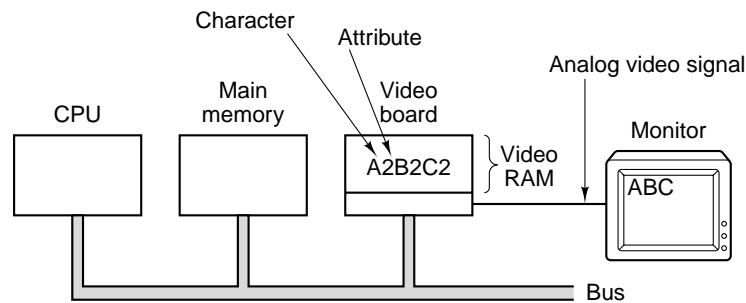 Character
Attribute
Analog video signal
CPU
Main
memory
Video
board
Monitor
A2B2C2
Video
RAM
ABC
Bus